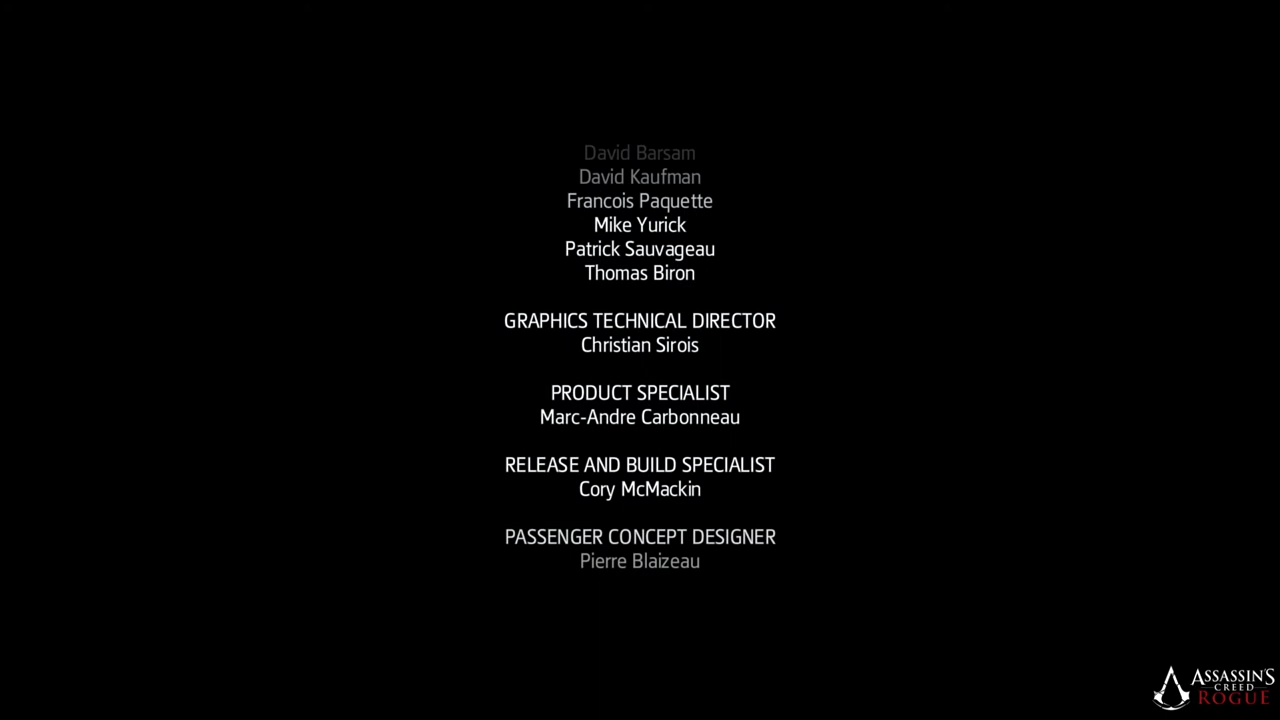 David Barsam
David Kaufman
Francois Paquette
Mike Yurick
Patrick Sauvageau
Thomas Biron
GRAPHICS TECHNICAL DIRECTOR
Christian Sirois
PRODUCT SPECIALIST
Marc-Andre Carbonneau
RELEASE AND BUILD SPECIALIST
Cory McMackin
PASSENGER CONCEPT DESIGNER
Pierre Blaizeau
ASSASSIN'S
CREED
ROGUE